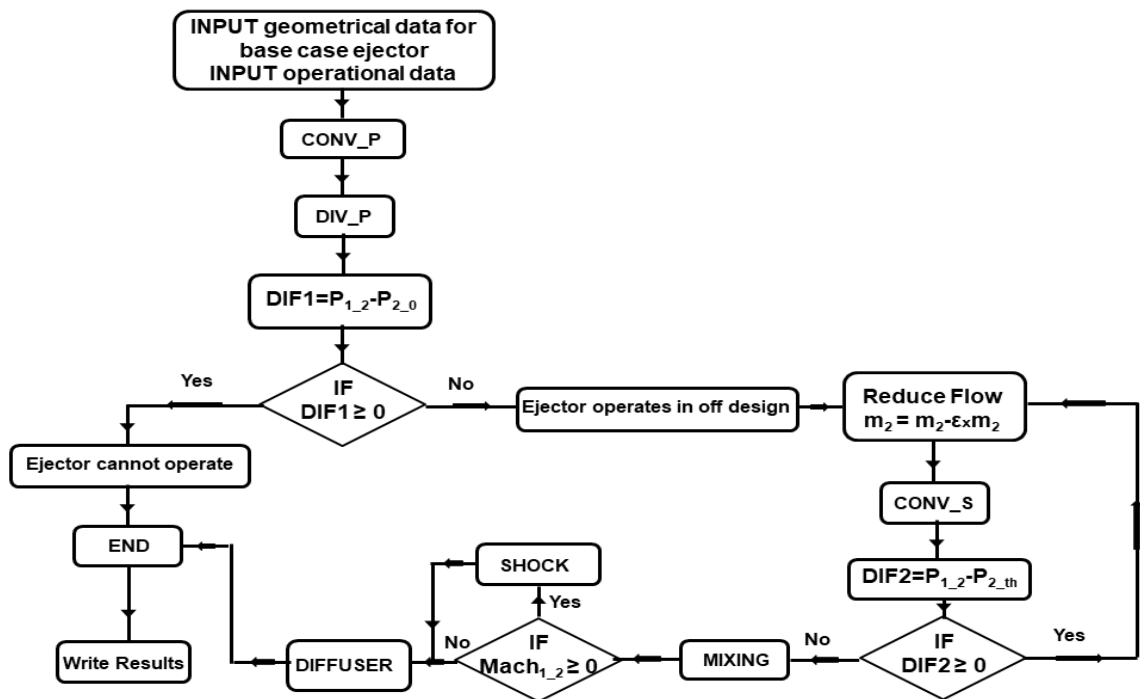 INPUT geometrical data for
base case ejector
INPUT operational data
CONV_P
DIV_P
DIF1=P1_2-P2_0
IF
DIF1 ≥ 0
Yes
No
Ejector cannot operate
END
Write Results
Ejector operates in off design
Reduce Flow
m2 = m2-ε×m2
CONV_S
DIF2=P1_2-P2_th
IF
DIF2 ≥ 0
Yes
No
MIXING
IF
Mach1_2 ≥ 0
Yes
No
SHOCK
DIFFUSER